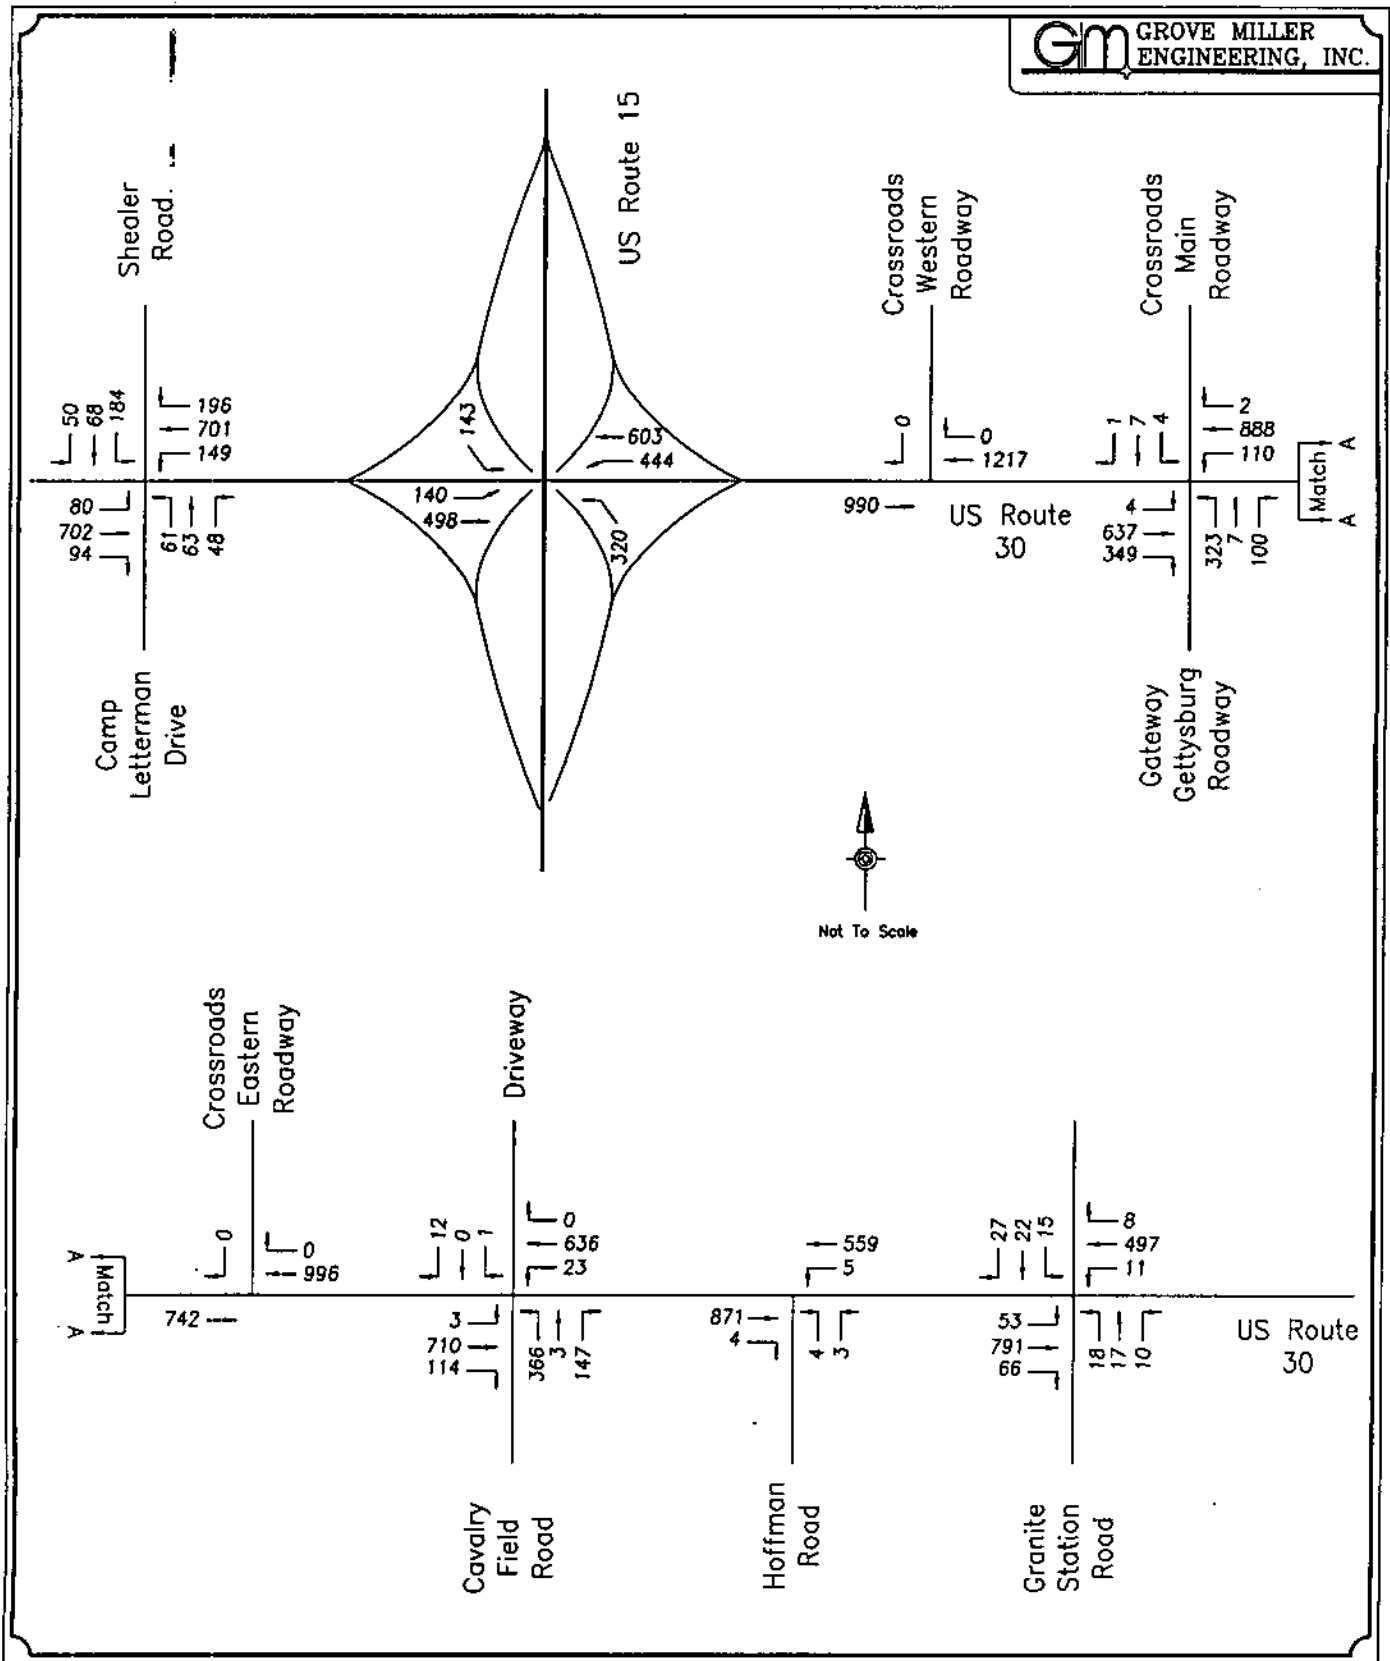 GROVE MILLER
ENGINEERING, INC.
Shealer
Road
50
68
184
196
701
149
80
702
94
61
63
48
Camp
Letterman
Drive
US Route 15
143
603
444
140
498
320
Crossroads
Western
Roadway
0
0
1217
990
US Route
30
Crossroads
Main
Roadway
1
7
4
2
888
110
4
637
349
323
7
100
Match
A
A
Gateway
Gettysburg
Roadway
Not To Scale
Crossroads
Eastern
Roadway
A
Match
A
0
0
996
742
Driveway
12
0
1
0
636
23
3
710
114
366
3
147
Cavalry
Field
Road
559
5
871
4
4
3
Hoffman
Road
27
22
15
8
497
11
53
791
66
18
17
10
Granite
Station
Road
US Route
30